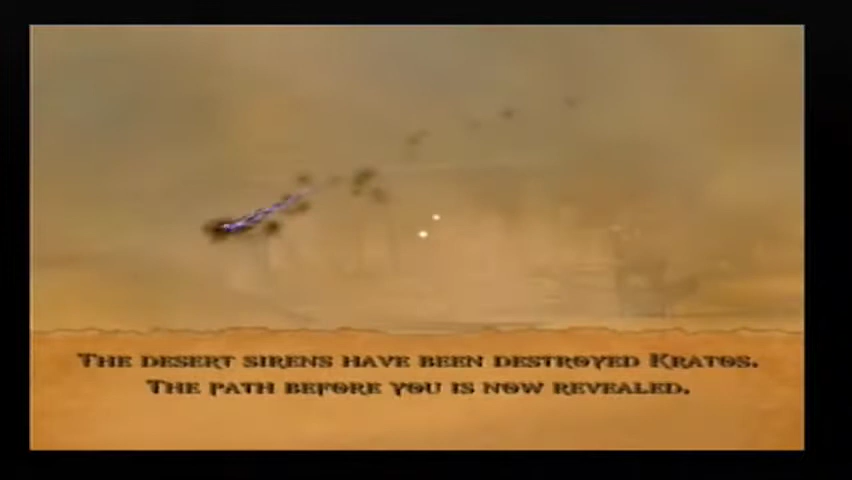 The desert sirens have been destroyed Kratos.
The path before you is now revealed.